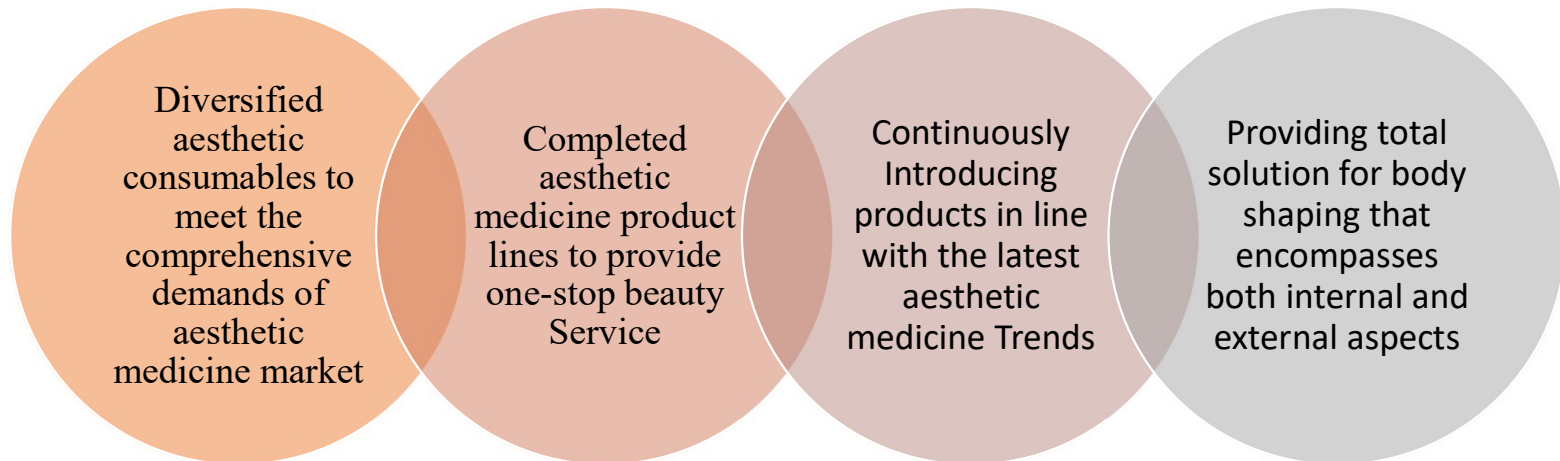 Diversified
aesthetic
consumables to
meet the
comprehensive
demands of
aesthetic
medicine market
Completed
aesthetic
medicine product
lines to provide
one-stop beauty
Service
Continuously
Introducing
products in line
with the latest
aesthetic
medicine Trends
Providing total
solution for body
shaping that
encompasses
both internal and
external aspects